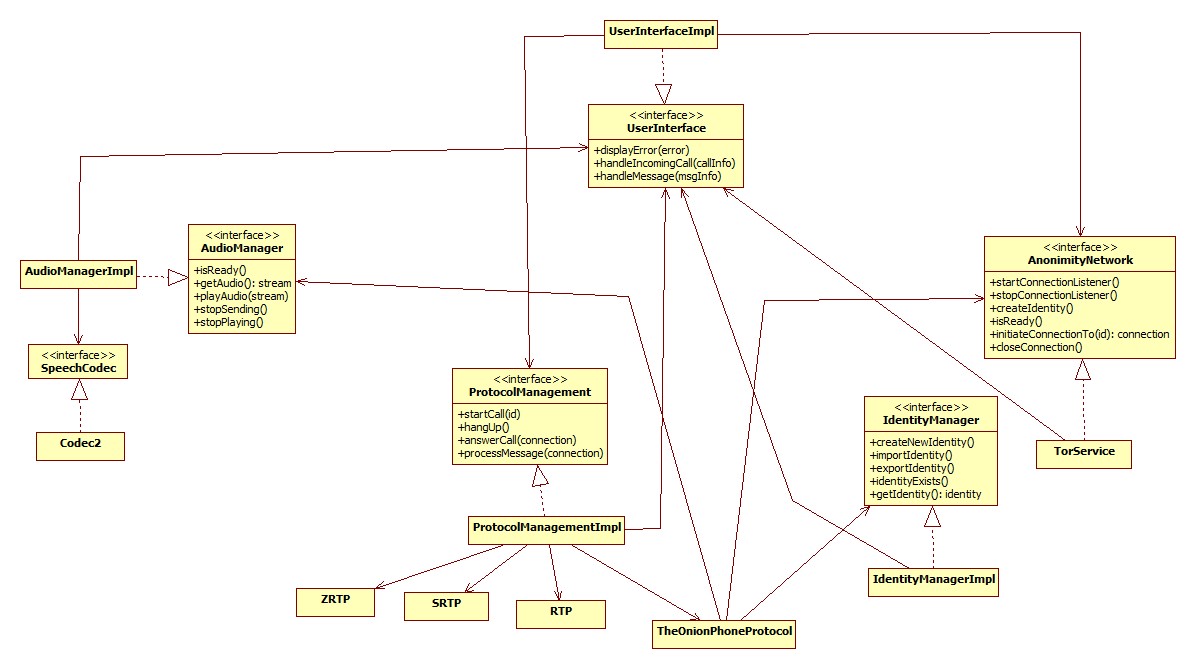 UserInterfaceImpl
<<interface>>
UserInterface
+displayError(error)
+handleIncomingCall(callInfo)
+handleMessage(msgInfo)
<<interface>>
AudioManager
+isReady()
+getAudio(): stream
+playAudio(stream)
+stopSending()
+stopPlaying()
AudioManagerImpl
<<interface>>
AnonimityNetwork
+startConnectionListener()
+stopConnectionListener()
+createIdentity()
+isReady()
+initiateConnectionTo(id): connection
+closeConnection()
<<interface>>
SpeechCodec
<<interface>>
ProtocolManagement
+startCall(id)
+hangUp()
+answerCall(connection)
+processMessage(connection)
<<interface>>
IdentityManager
+createNewIdentity()
+importIdentity()
+exportIdentity()
+identityExists()
+getIdentity(): identity
Codec2
TorService
ProtocolManagementImpl
IdentityManagerImpl
ZRTP
SRTP
RTP
TheOnionPhoneProtocol